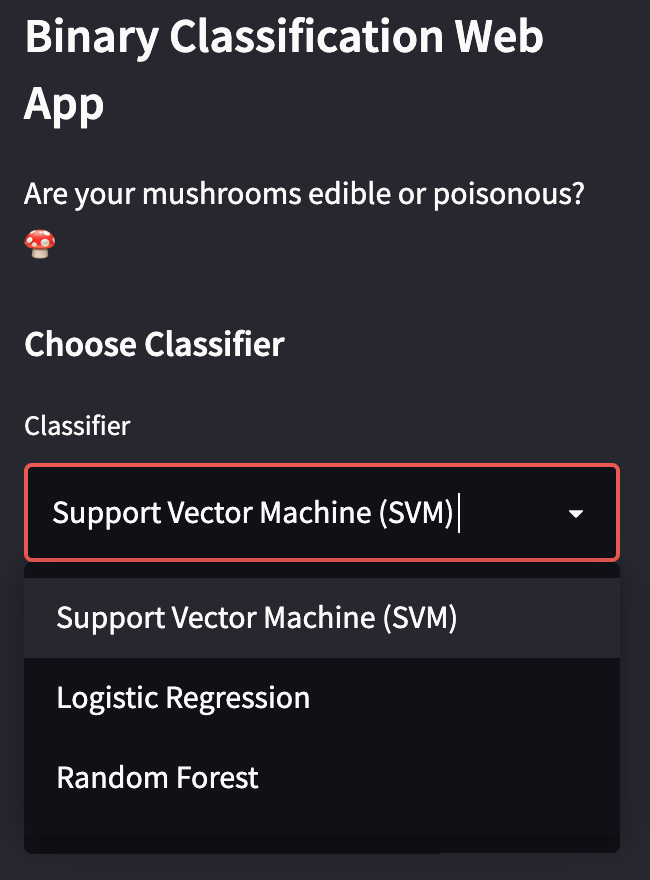 Binary Classification Web
App
Are your mushrooms edible or poisonous?
🍄
Choose Classifier
Classifier
Support Vector Machine (SVM)
Support Vector Machine (SVM)
Logistic Regression
Random Forest